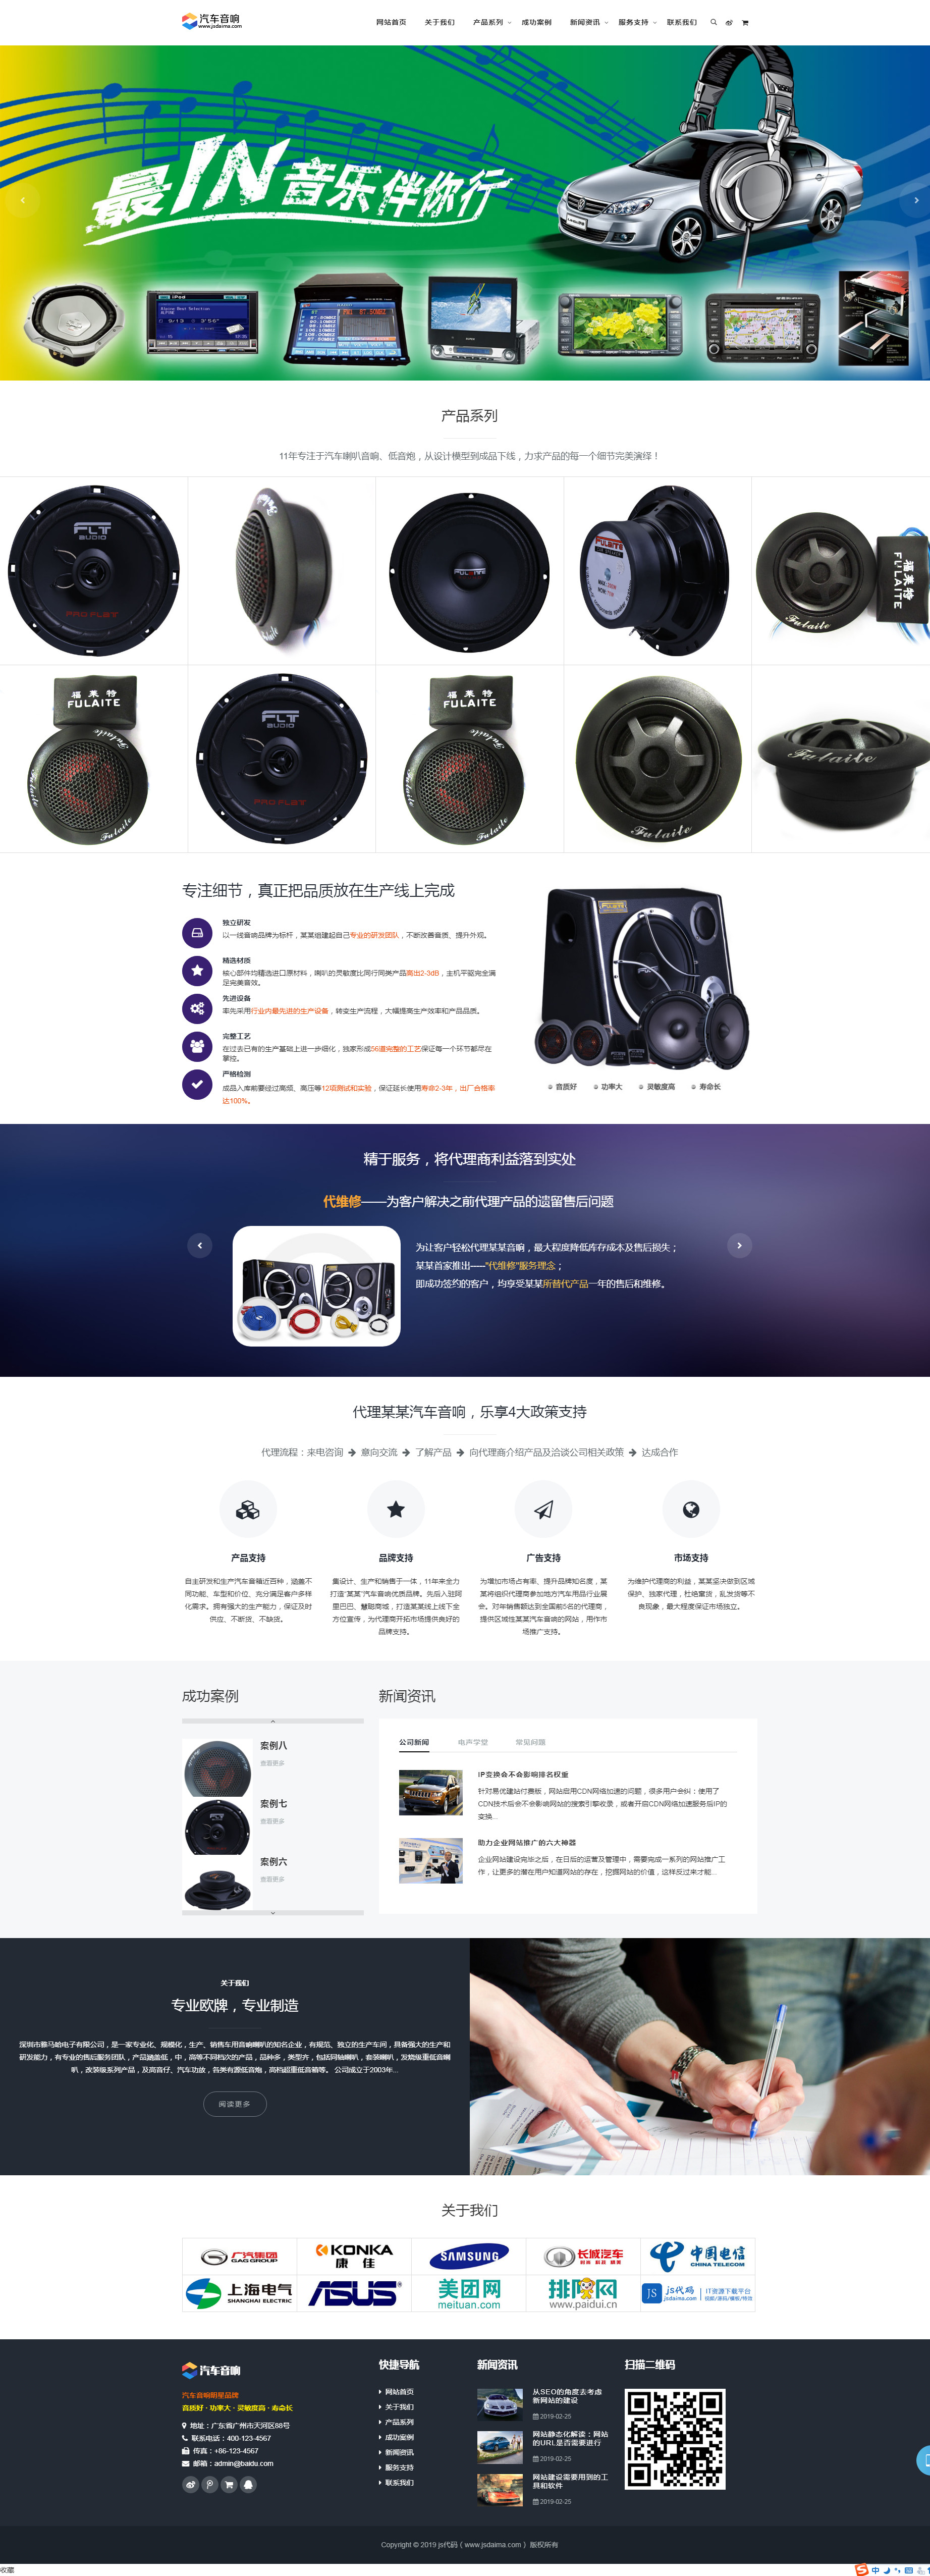 汽车音响
www.jsdaima.com
网站首页 关于我们 产品系列 成功案例 新闻资讯 服务支持 联系我们
最IN音乐伴你行
产品系列
11年专注于汽车喇叭音响、低音炮，从设计模型到成品下线，力求产品的每一个细节完美演绎！
FLT
AUDIO
PRO FLET
FULAITE
福莱特
FULAITE
Fulaite
福莱特
FULAITE
Fulaite
FLT
AUDIO
PRO FLET
福莱特
FULAITE
Fulaite
Fulaite
Fulaite
专注细节，真正把品质放在生产线上完成
独立研发
以一线音响品牌为标杆，某某组建起自己专业的研发团队，不断改善音质、提升外观。
精选材质
核心部件均精选进口原材料，喇叭的灵敏度比同行同类产品高出2-3dB，主机平驱完全满
足完美音效。
先进设备
率先采用行业内最先进的生产设备，转变生产流程，大幅提高生产效率和产品品质。
完整工艺
在过去已有的生产基础上进一步细化，独家形成56道完整的工艺保证每一个环节都尽在
掌控。
严格检测
成品入库前要经过高频、高压等12项测试和实验，保证延长使用寿命2-3年，出厂合格率
达100%。
音质好 功率大 灵敏度高 寿命长
精于服务，将代理商利益落到实处
代维修——为客户解决之前代理产品的遗留售后问题
为让客户轻松代理某某音响，最大程度降低库存成本及售后损失；
某某首家推出——"代维修"服务理念；
即成功签约的客户，均享受某某所替代产品一年的售后和维修。
代理某某汽车音响，乐享4大政策支持
代理流程：来电咨询 意向交流 了解产品 向代理商介绍产品及洽谈公司相关政策 达成合作
产品支持
自主研发和生产汽车音箱近百种，涵盖不
同功能、车型和价位、充分满足客户多样
化需求。拥有强大的生产能力，保证及时
供应、不断货、不缺货。
品牌支持
集设计、生产和销售于一体，11年来全力
打造"某某"汽车音响优质品牌。先后入驻阿
里巴巴、慧聪商城，打造某某线上线下全
方位宣传，为代理商开拓市场提供良好的
品牌支持。
广告支持
为增加市场占有率、提升品牌知名度，某
某将组织代理商参加地方汽车用品行业展
会。对年销售额达到全国前5名的代理商，
提供区域性某某汽车音响的网站，用作市
场推广支持。
市场支持
为维护代理商的利益，某某坚决做到区域
保护、独家代理，杜绝窜货，乱发货等不
良现象，最大程度保证市场独立。
成功案例
案例八
查看更多
案例七
查看更多
案例六
查看更多
新闻资讯
公司新闻 电声学堂 常见问题
IP变换会不会影响排名权重
针对易优建站付费版，网站启用CDN网络加速的问题，很多用户会纠：使用了
CDN技术后会不会影响网站的搜索引擎收录，或者开启CDN网络加速服务后IP的
变换...
助力企业网站推广的六大神器
企业网站建设完毕之后，在日后的运营及管理中，需要完成一系列的网站推广工
作，让更多的潜在用户知道网站的存在，挖掘网站的价值，这样反过来才能...
关于我们
专业欧牌，专业制造
深圳市雅马哈电子有限公司，是一家专业化、规模化，生产、销售车用音响喇叭的知名企业，有规范、独立的生产车间，具备强大的生产和
研发能力，有专业的售后服务团队，产品涵盖低，中，高等不同档次的产品，品种多，类型齐，包括同轴喇叭，套装喇叭，发烧级重低音喇
叭，改装级系列产品，及高音仔、汽车功放，各类有源低音炮，高档超重低音箱等。 公司成立于2003年...
阅读更多
关于我们
广汽集团
GAC GROUP
KONKA
康佳
SAMSUNG
长城汽车
中国电信
CHINA TELECOM
上海电气
SHANGHAI ELECTRIC
ASUS
美团网
meituan.com
排队网
www.paidui.cn
JS js代码 IT资源下载平台
jsdaima.com
汽车音响
汽车音响明星品牌
音质好 · 功率大 · 灵敏度高 · 寿命长
地址：广东省广州市天河区88号
联系电话：400-123-4567
传真：+86-123-4567
邮箱：admin@baidu.com
快捷导航
网站首页
关于我们
产品系列
成功案例
新闻资讯
服务支持
联系我们
新闻资讯
从SEO的角度去考虑
新网站的建设
2019-02-25
网站静态化解读：网站
的URL是否需要进行
2019-02-25
网站建设需要用到的工
具和软件
2019-02-25
扫描二维码
Copyright © 2019 js代码（www.jsdaima.com）版权所有
收藏
中